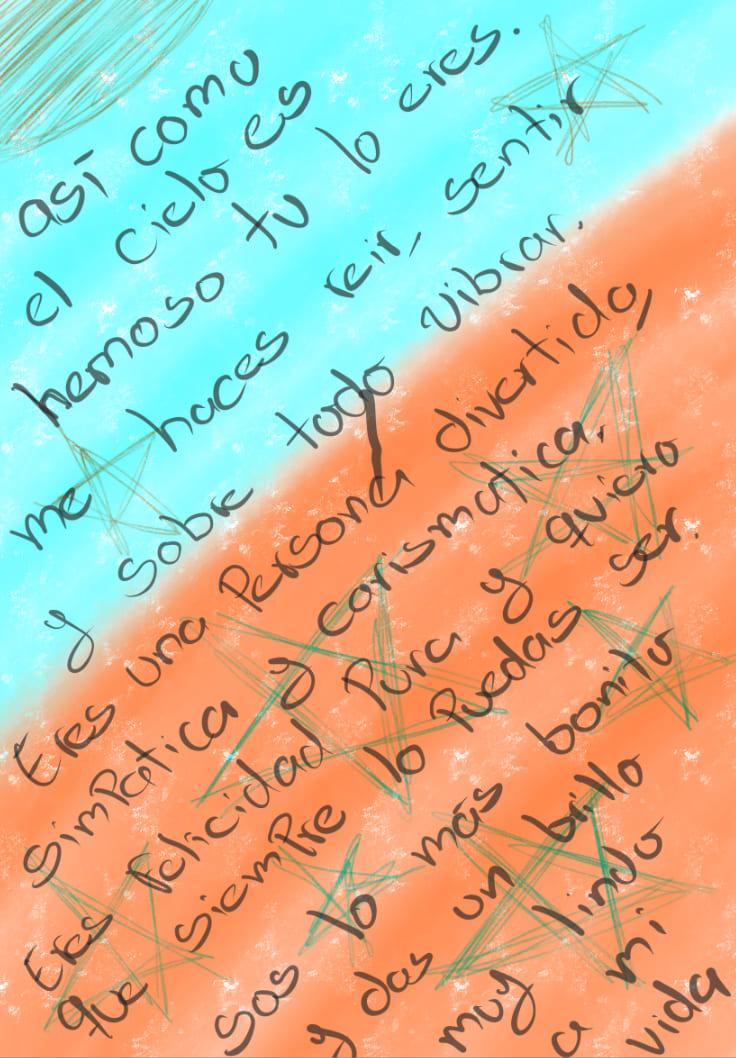 así como
el cielo es
hemoso tu lo eres.
me haces reir, sentir
y sobre todo vibrar.
Eres una Persona divertida,
simpatica y carismatica.
Eres felicidad pura y quiero
que siempre lo puedas ser.
Sos lo más bonito
y das un brillo
muy lindo
a mi
vida